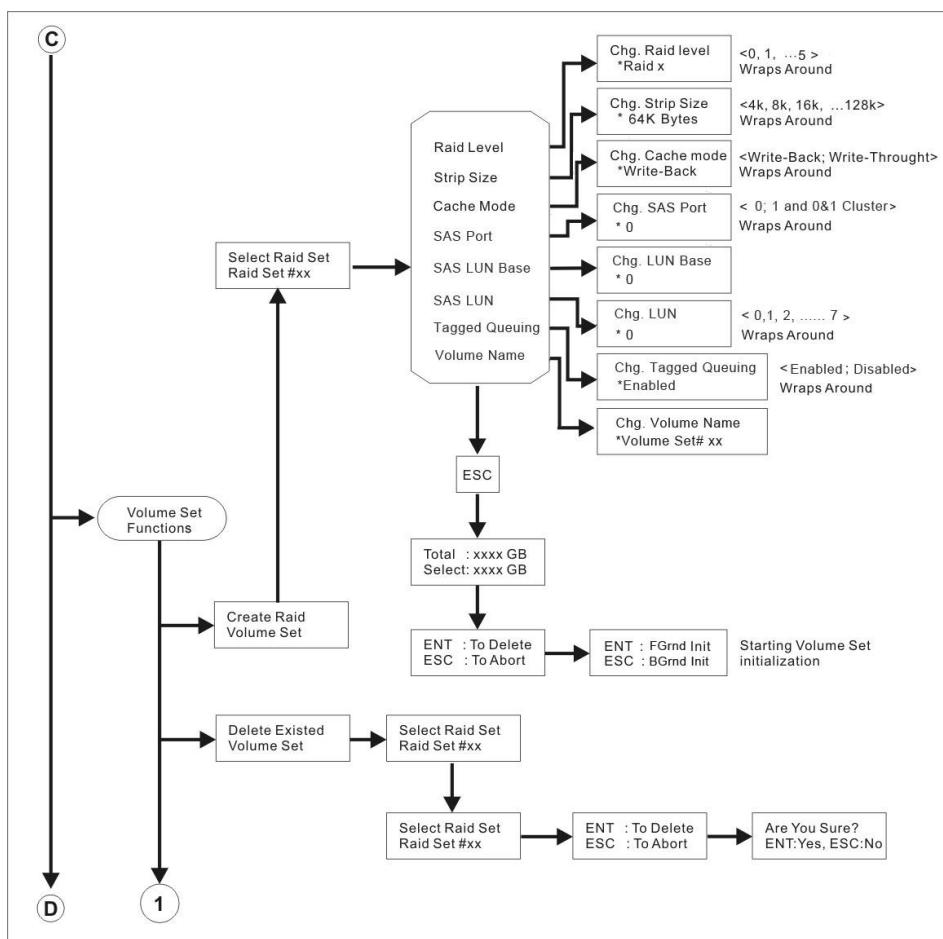 C
Chg. Raid level
*Raid x
<0, 1, ...5 >
Wraps Around
Chg. Strip Size
* 64K Bytes
<4k, 8k, 16k, ...128k>
Wraps Around
Chg. Cache mode
*Write-Back
<Write-Back; Write-Throught>
Wraps Around
Chg. SAS Port
* 0
< 0; 1 and 0&1 Cluster>
Wraps Around
Chg. LUN Base
* 0
Chg. LUN
* 0
< 0,1, 2, ...... 7 >
Wraps Around
Chg. Tagged Queuing
*Enabled
<Enabled ; Disabled>
Wraps Around
Chg. Volume Name
*Volume Set# xx
Raid Level
Strip Size
Cache Mode
SAS Port
SAS LUN Base
SAS LUN
Tagged Queuing
Volume Name
Select Raid Set
Raid Set #xx
ESC
Volume Set
Functions
Total : xxxx GB
Select: xxxx GB
Create Raid
Volume Set
ENT : To Delete
ESC : To Abort
ENT : FGrnd Init
ESC : BGrnd Init
Starting Volume Set
initialization
Delete Existed
Volume Set
Select Raid Set
Raid Set #xx
Select Raid Set
Raid Set #xx
ENT : To Delete
ESC : To Abort
Are You Sure?
ENT:Yes, ESC:No
D
1